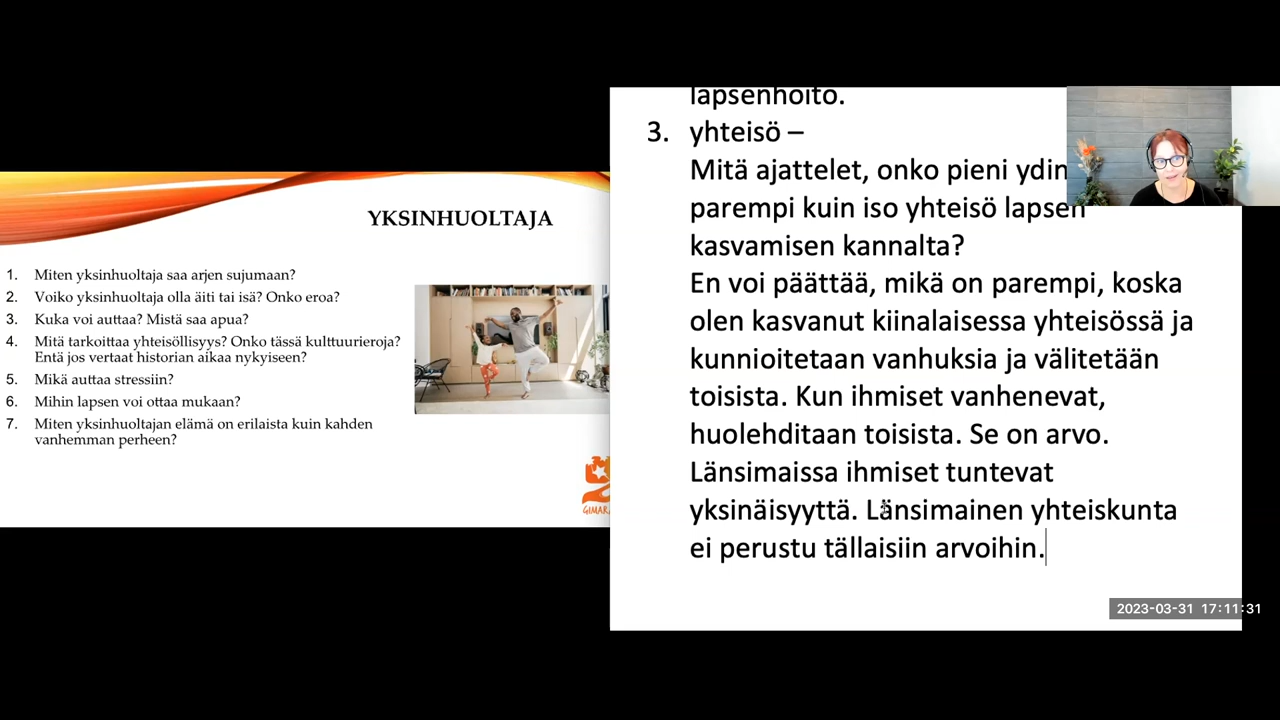 YKSINHUOLTAJA
1. Miten yksinhuoltaja saa arjen sujumaan?
2. Voiko yksinhuoltaja olla äiti tai isä? Onko eroa?
3. Kuka voi auttaa? Mistä saa apua?
4. Mitä tarkoittaa yhteisöllisyys? Onko tässä kulttuurieroja?
Entä jos vertaat historian aikaa nykyiseen?
5. Mikä auttaa stressiin?
6. Mihin lapsen voi ottaa mukaan?
7. Miten yksinhuoltajan elämä on erilaista kuin kahden
vanhemman perheen?
lapsenhoito.
3. yhteisö –
Mitä ajattelet, onko pieni ydin
parempi kuin iso yhteisö lapsen
kasvamisen kannalta?
En voi päättää, mikä on parempi, koska
olen kasvanut kiinalaisessa yhteisössä ja
kunnioitetaan vanhuksia ja välitetään
toisista. Kun ihmiset vanhenevat,
huolehditaan toisista. Se on arvo.
Länsimaissa ihmiset tuntevat
yksinäisyyttä. Länsimainen yhteiskunta
ei perustu tällaisiin arvoihin.
2023-03-31 17:11:31